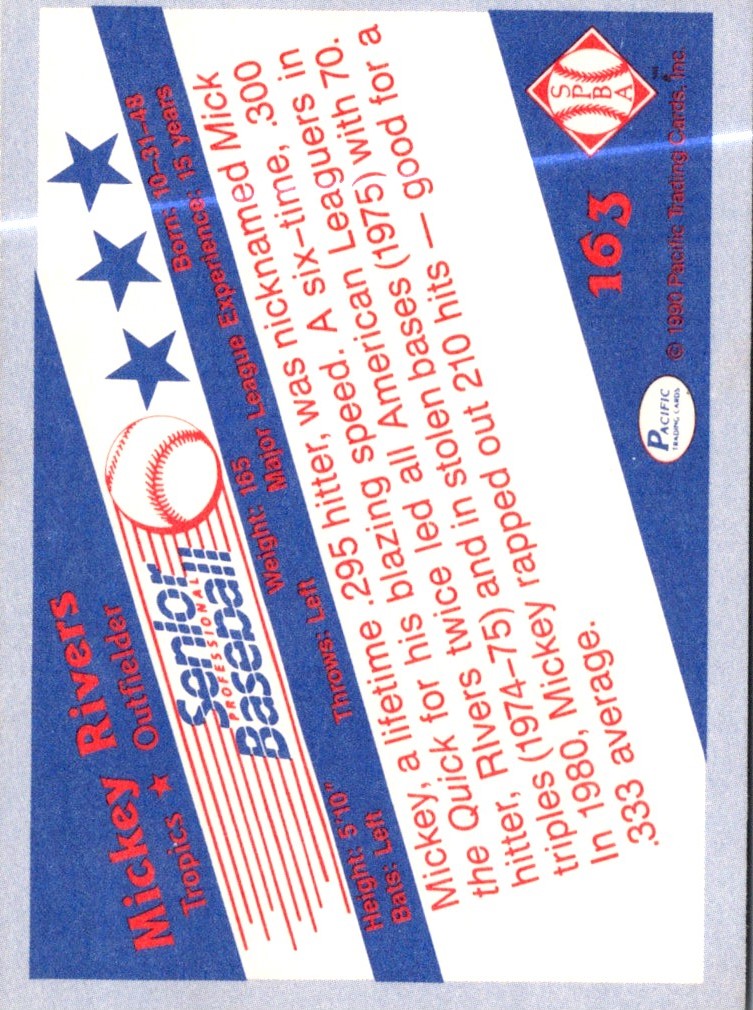 Mickey Rivers
Tropics ★ Outfielder
Senior
PROFESSIONAL
Baseball
Height: 5'10" Throws: Left Weight: 165 Born: 10-31-48
Bats: Left Major League Experience: 15 years
Mickey, a lifetime .295 hitter, was nicknamed Mick
the Quick for his blazing speed. A six-time, .300
hitter, Rivers twice led all American Leaguers in
triples (1974-75) and in stolen bases (1975) with 70.
In 1980, Mickey rapped out 210 hits — good for a
.333 average.
PACIFIC
TRADING CARDS
163
SPBA
© 1990 Pacific Trading Cards, Inc.